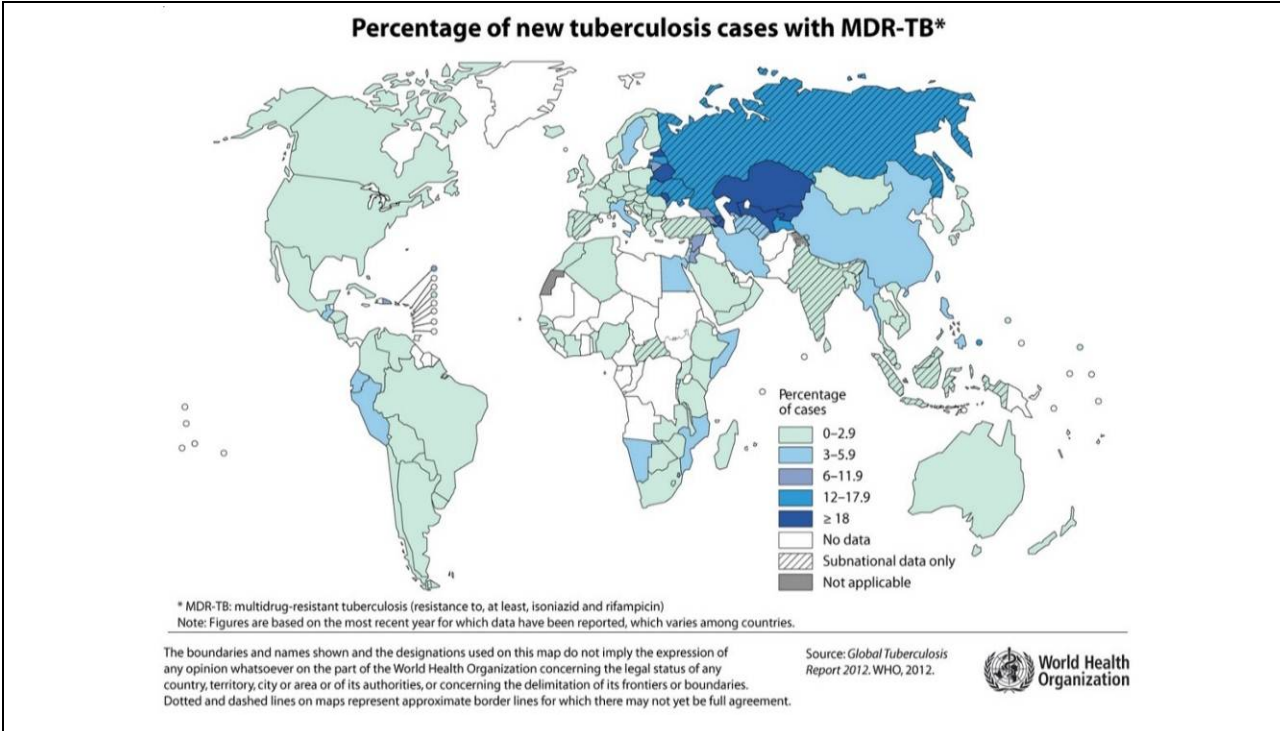 Percentage of new tuberculosis cases with MDR-TB*
Percentage
of cases
0–2.9
3–5.9
6–11.9
12–17.9
≥ 18
No data
Subnational data only
Not applicable
* MDR-TB: multidrug-resistant tuberculosis (resistance to, at least, isoniazid and rifampicin)
Note: Figures are based on the most recent year for which data have been reported, which varies among countries.
The boundaries and names shown and the designations used on this map do not imply the expression of
any opinion whatsoever on the part of the World Health Organization concerning the legal status of any
country, territory, city or area or of its authorities, or concerning the delimitation of its frontiers or boundaries.
Dotted and dashed lines on maps represent approximate border lines for which there may not yet be full agreement.
Source: Global Tuberculosis
Report 2012. WHO, 2012.
World Health
Organization